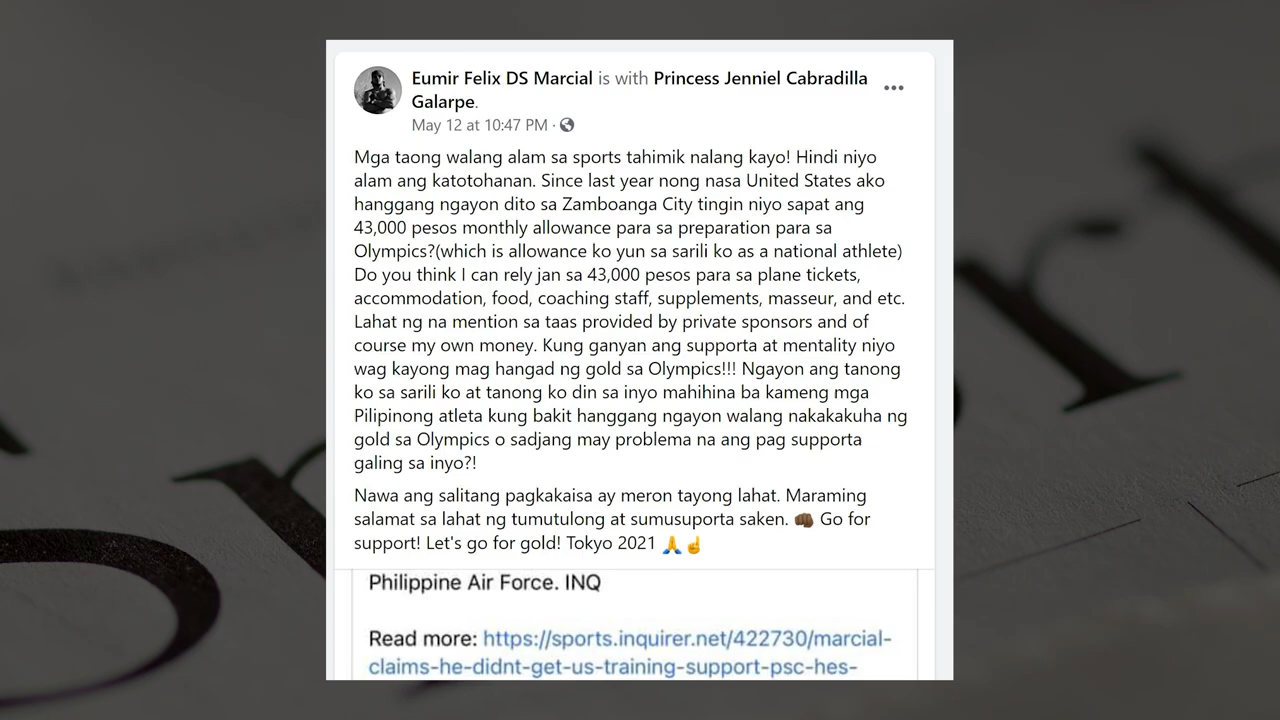 Eumir Felix DS Marcial is with Princess Jenniel Cabradilla
Galarpe.
May 12 at 10:47 PM ·
Mga taong walang alam sa sports tahimik nalang kayo! Hindi niyo
alam ang katotohanan. Since last year nong nasa United States ako
hanggang ngayon dito sa Zamboanga City tingin niyo sapat ang
43,000 pesos monthly allowance para sa preparation para sa
Olympics?(which is allowance ko yun sa sarili ko as a national athlete)
Do you think I can rely jan sa 43,000 pesos para sa plane tickets,
accommodation, food, coaching staff, supplements, masseur, and etc.
Lahat ng na mention sa taas provided by private sponsors and of
course my own money. Kung ganyan ang supporta at mentality niyo
wag kayong mag hangad ng gold sa Olympics!!! Ngayon ang tanong
ko sa sarili ko at tanong ko din sa inyo mahihina ba kameng mga
Pilipinong atleta kung bakit hanggang ngayon walang nakakakuha ng
gold sa Olympics o sadjang may problema na ang pag supporta
galing sa inyo?!
Nawa ang salitang pagkakaisa ay meron tayong lahat. Maraming
salamat sa lahat ng tumutulong at sumusuporta saken. 👊🏾 Go for
support! Let's go for gold! Tokyo 2021 🙏☝
Philippine Air Force. INQ
Read more: https://sports.inquirer.net/422730/marcial-
claims-he-didnt-get-us-training-support-psc-hes-